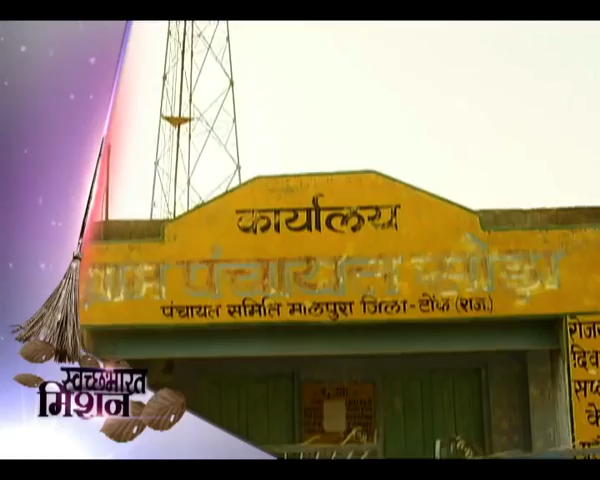 कार्यालय
ग्राम पंचायत सोड़ा
पंचायत समिति मालपुरा जिला-टोंक (राज.)
स्वच्छ भारत
मिशन